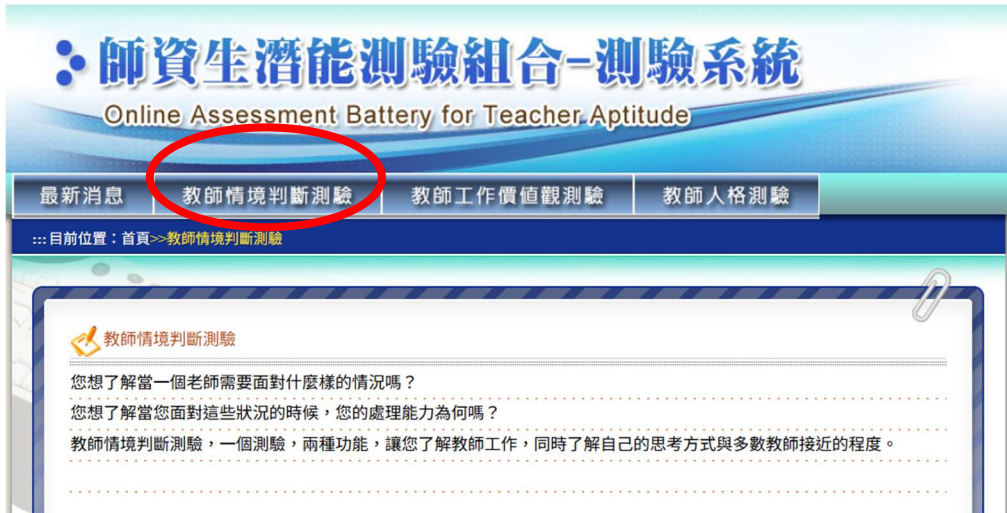 師資生潛能測驗組合-測驗系統
Online Assessment Battery for Teacher Aptitude
最新消息 教師情境判斷測驗 教師工作價值觀測驗 教師人格測驗
:::目前位置：首頁>>教師情境判斷測驗
教師情境判斷測驗
您想了解當一個老師需要面對什麼樣的情況嗎？
您想了解當您面對這些狀況的時候，您的處理能力為何嗎？
教師情境判斷測驗，一個測驗，兩種功能，讓您了解教師工作，同時了解自己的思考方式與多數教師接近的程度。